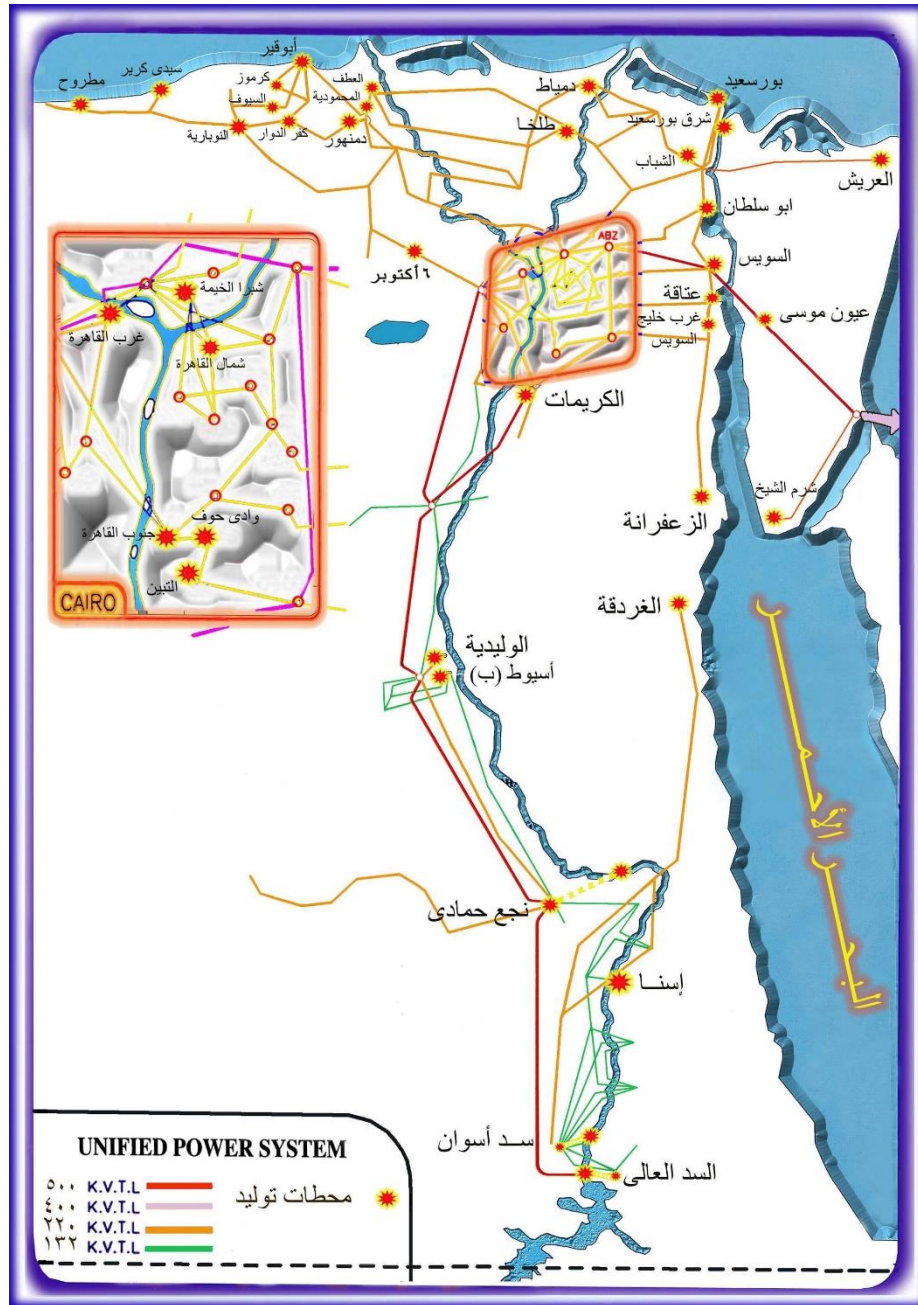 أبوقير
سيدى كرير
مطروح
كرموز
العطف
السيوف
المحمودية
النوبارية
كفر الدوار
دمنهور
دمياط
طلخا
بورسعيد
شرق بورسعيد
الشباب
العريش
ابو سلطان
السويس
عتاقة
غرب خليج
السويس
عيون موسى
٦ أكتوبر
ABZ
الكريمات
شبرا الخيمة
غرب القاهرة
شمال القاهرة
وادى حوف
جنوب القاهرة
التبين
CAIRO
شرم الشيخ
الزعفرانة
الغردقة
الوليدية
أسيوط (ب)
نجع حمادى
إسنـا
البحر الأحمر
سـد أسوان
السد العالى
UNIFIED POWER SYSTEM
٥٠٠ K.V.T.L
٤٠٠ K.V.T.L
٢٢٠ K.V.T.L
١٣٢ K.V.T.L
محطات توليد